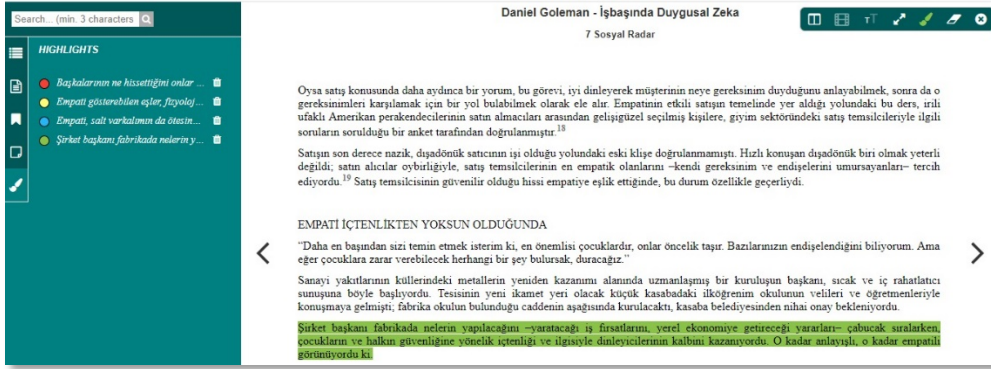 Search... (min. 3 characters
Daniel Goleman - İşbaşında Duygusal Zeka
7 Sosyal Radar
TT
HIGHLIGHTS
Başkalarının ne hissettiğini onlar ...
Empati gösterebilen eşler, fizyoloj...
Empati, salt varkalımın da ötesin...
Şirket başkanı fabrikada nelerin y...
Oysa satış konusunda daha aydınca bir yorum, bu görevi, iyi dinleyerek müşterinin neye gereksinim duyduğunu anlayabilmek, sonra da o
gereksinimleri karşılamak için bir yol bulabilmek olarak ele alır. Empatinin etkili satışın temelinde yer aldığı yolundaki bu ders, irili
ufaklı Amerikan perakendecilerinin satın almacıları arasından gelişigüzel seçilmiş kişilere, giyim sektöründeki satış temsilcileriyle ilgili
soruların sorulduğu bir anket tarafından doğrulanmıştır.18
Satışın son derece nazik, dışadönük satıcının işi olduğu yolundaki eski klişe doğrulanmamıştı. Hızlı konuşan dışadönük biri olmak yeterli
değildi; satın alıcılar oybirliğiyle, satış temsilcilerinin en empatik olanlarını –kendi gereksinim ve endişelerini umursayanları– tercih
ediyordu.19 Satış temsilcisinin güvenilir olduğu hissi empatiye eşlik ettiğinde, bu durum özellikle geçerliydi.
EMPATİ İÇTENLİKTEN YOKSUN OLDUĞUNDA
"Daha en başından sizi temin etmek isterim ki, en önemlisi çocuklardır, onlar öncelik taşır. Bazılarınızın endişelendiğini biliyorum. Ama
eğer çocuklara zarar verebilecek herhangi bir şey bulursak, duracağız."
Sanayi yakıtlarının küllerindeki metallerin yeniden kazanımı alanında uzmanlaşmış bir kuruluşun başkanı, sıcak ve iç rahatlatıcı
sunuşuna böyle başlıyordu. Tesisinin yeni ikamet yeri olacak küçük kasabadaki ilköğrenim okulunun velileri ve öğretmenleriyle
konuşmaya gelmişti; fabrika okulun bulunduğu caddenin aşağısında kurulacaktı, kasaba belediyesinden nihai onay bekleniyordu.
Şirket başkanı fabrikada nelerin yapılacağını –yaratacağı iş fırsatlarını, yerel ekonomiye getireceği yararları– çabucak sıralarken,
çocukların ve halkın güvenliğine yönelik içtenliği ve ilgisiyle dinleyicilerinin kalbini kazanıyordu. O kadar anlayışlı, o kadar empatili
görünüyordu ki.